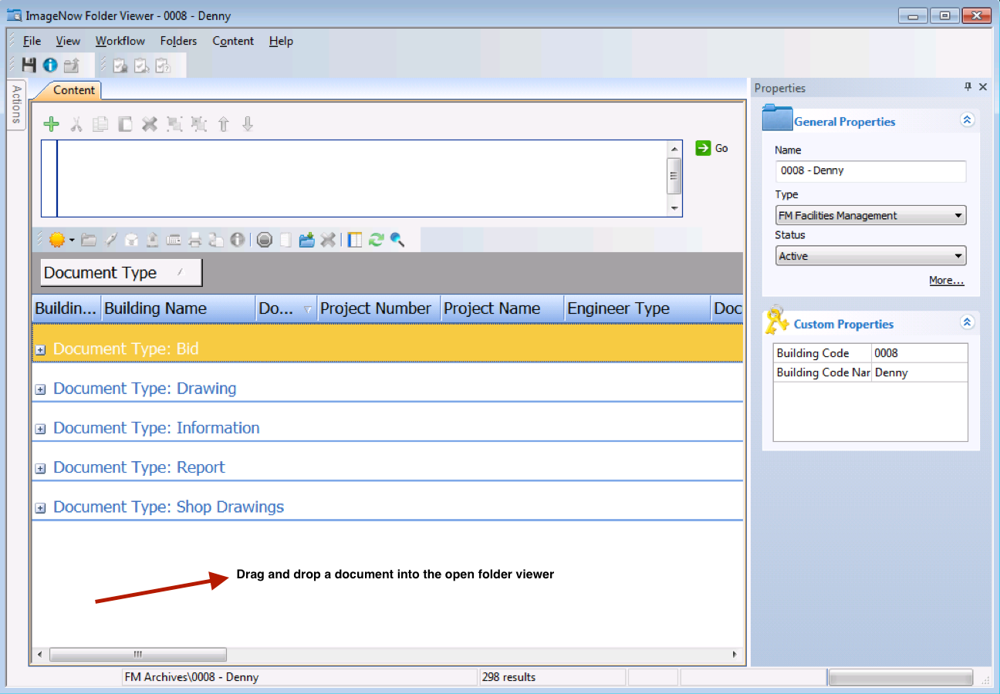 ImageNow Folder Viewer - 0008 - Denny
File View Workflow Folders Content Help
Actions
Content
Go
Document Type
Buildin... Building Name Do... Project Number Project Name Engineer Type Doc
Document Type: Bid
Document Type: Drawing
Document Type: Information
Document Type: Report
Document Type: Shop Drawings
Drag and drop a document into the open folder viewer
FM Archives\0008 - Denny 298 results
Properties
General Properties
Name
0008 - Denny
Type
FM Facilities Management
Status
Active
More...
Custom Properties
Building Code 0008
Building Code Nar Denny